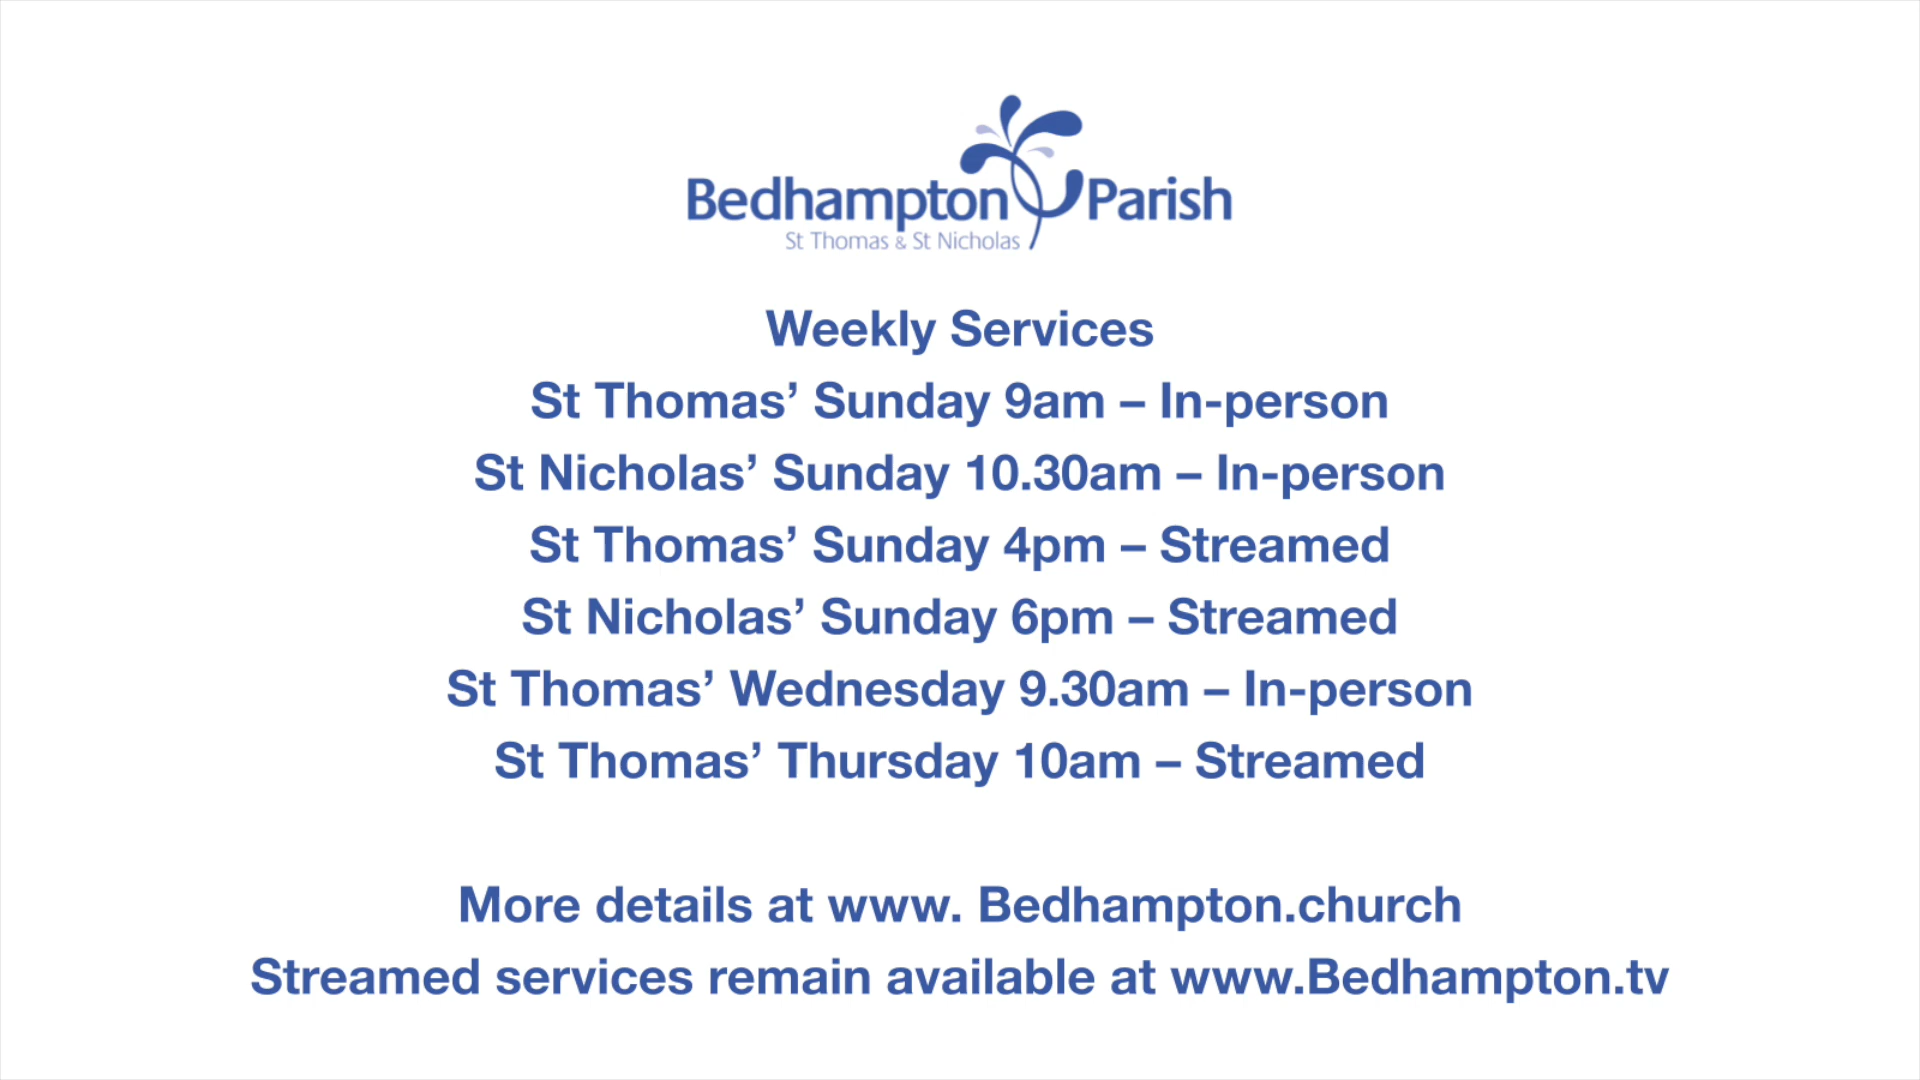 Bedhampton Parish
St Thomas & St Nicholas
Weekly Services
St Thomas’ Sunday 9am – In-person
St Nicholas’ Sunday 10.30am – In-person
St Thomas’ Sunday 4pm – Streamed
St Nicholas’ Sunday 6pm – Streamed
St Thomas’ Wednesday 9.30am – In-person
St Thomas’ Thursday 10am – Streamed
More details at www. Bedhampton.church
Streamed services remain available at www.Bedhampton.tv